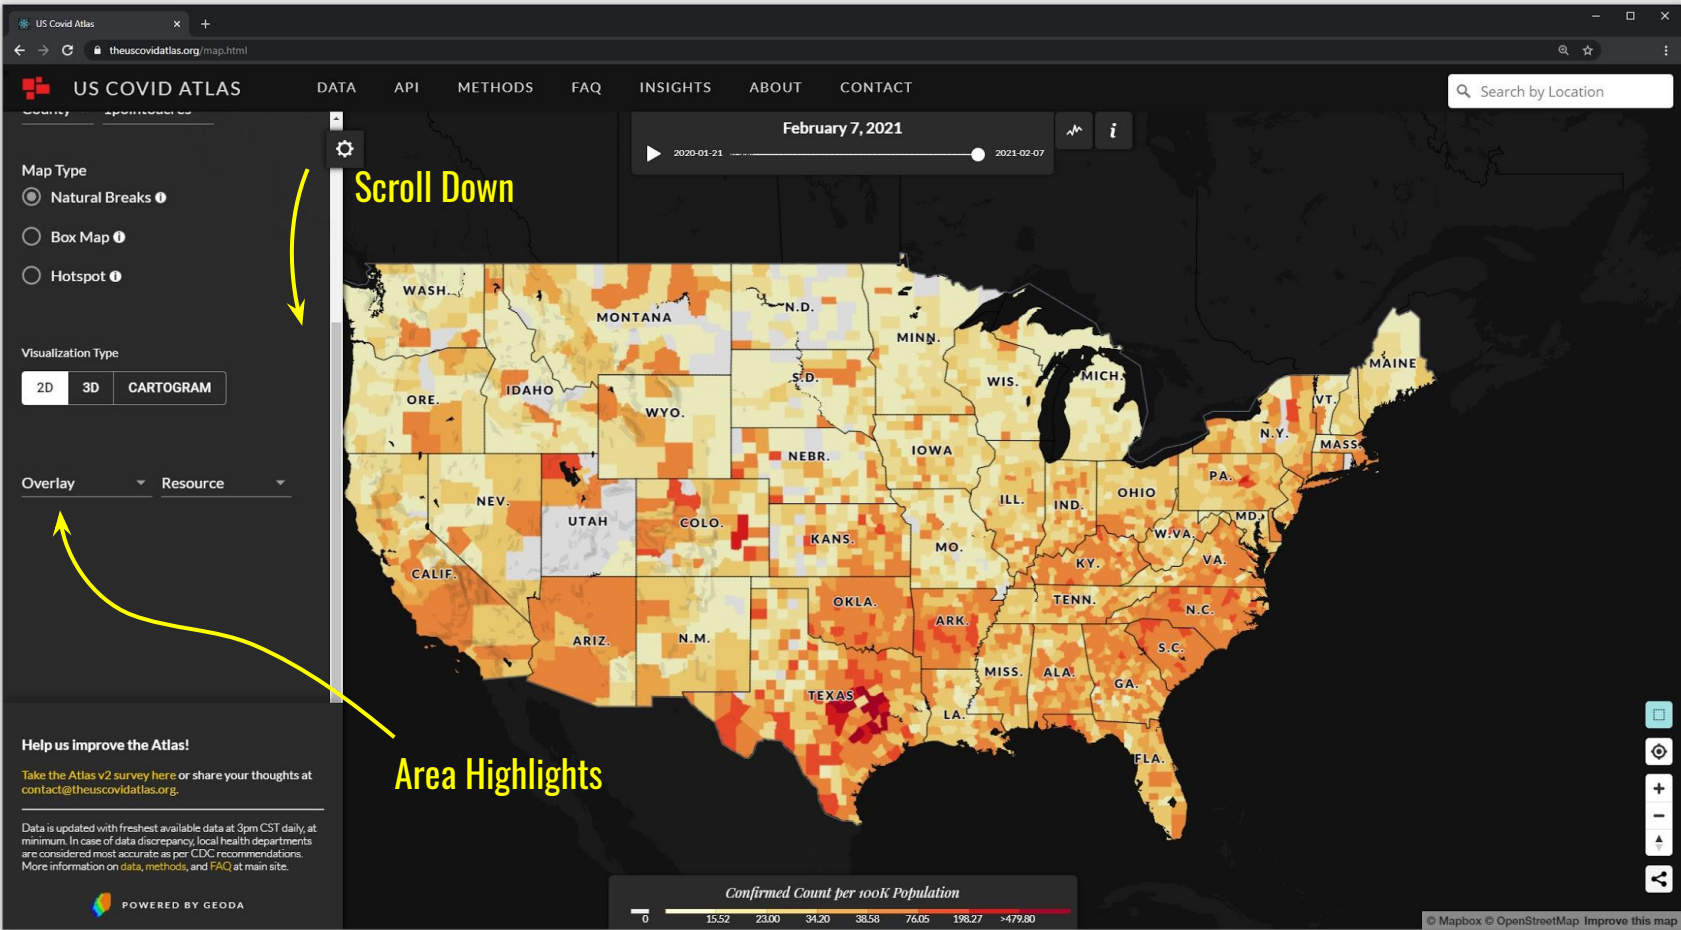 US Covid Atlas
theuscovidatlas.org/map.html
US COVID ATLAS
DATA
API
METHODS
FAQ
INSIGHTS
ABOUT
CONTACT
Search by Location
County
1pointoacres
February 7, 2021
2020-01-21
2021-02-07
i
Scroll Down
Map Type
Natural Breaks
Box Map
Hotspot
Visualization Type
2D
3D
CARTOGRAM
Overlay
Resource
Area Highlights
WASH.
MONTANA
N.D.
MINN.
MAINE
ORE.
IDAHO
WYO.
S.D.
WIS.
MICH.
VT.
N.Y.
MASS
NEBR.
IOWA
PA.
NEV.
UTAH
COLO.
KANS.
MO.
ILL.
IND.
OHIO
MD.
W.VA.
VA.
KY.
CALIF.
ARIZ.
N.M.
OKLA.
ARK.
TENN.
N.C.
S.C.
MISS.
ALA.
GA.
TEXAS
LA.
FLA.
Help us improve the Atlas!
Take the Atlas v2 survey here or share your thoughts at
contact@theuscovidatlas.org.
Data is updated with freshest available data at 3pm CST daily, at
minimum. In case of data discrepancy, local health departments
are considered most accurate as per CDC recommendations.
More information on data, methods, and FAQ at main site.
POWERED BY GEODA
Confirmed Count per 100K Population
0 15.52 23.00 34.20 38.58 76.05 198.27 >479.80
© Mapbox © OpenStreetMap Improve this map